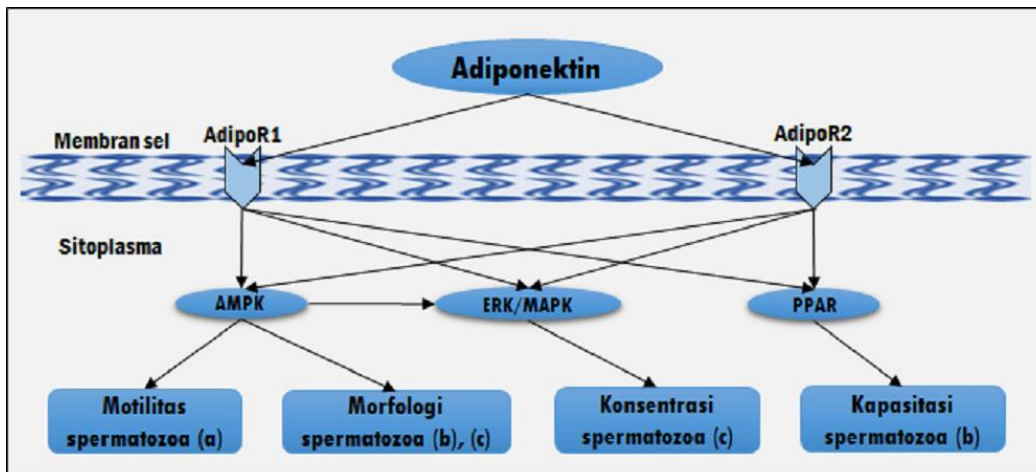 Adiponektin
Membran sel
AdipoR1
AdipoR2
Sitoplasma
AMPK
ERK/MAPK
PPAR
Motilitas
spermatozoa (a)
Morfologi
spermatozoa (b), (c)
Konsentrasi
spermatozoa (c)
Kapasitasi
spermatozoa (b)